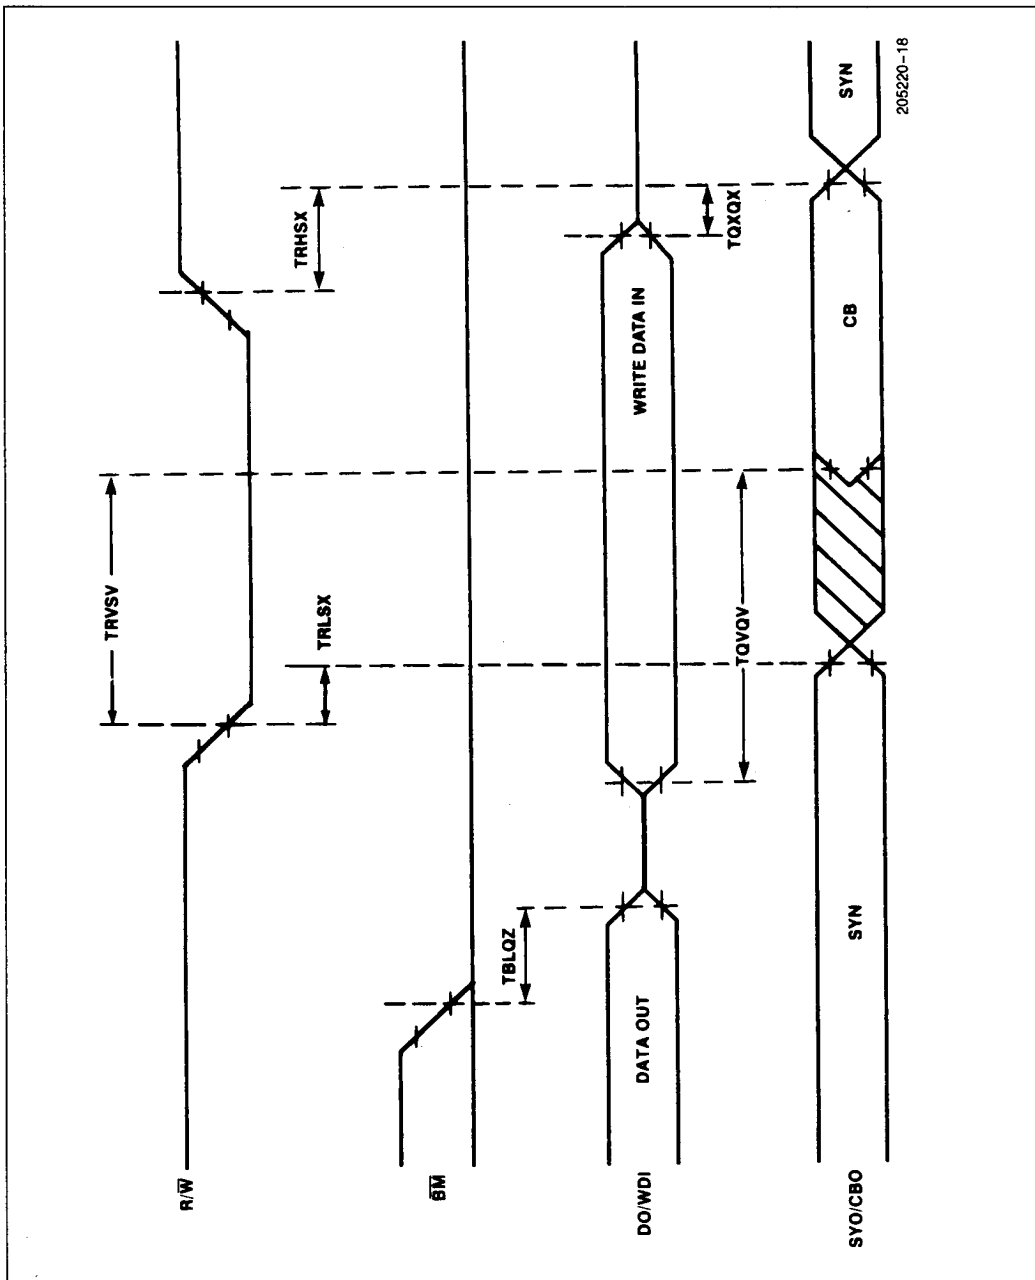 R/W̅
TRVSV
TRLSX
TRHSX
B̅M̅
TBLQZ
DO/WDI
DATA OUT
WRITE DATA IN
TQVQV
TQXQX
SYO/CBO
SYN
CB
SYN
205220-18